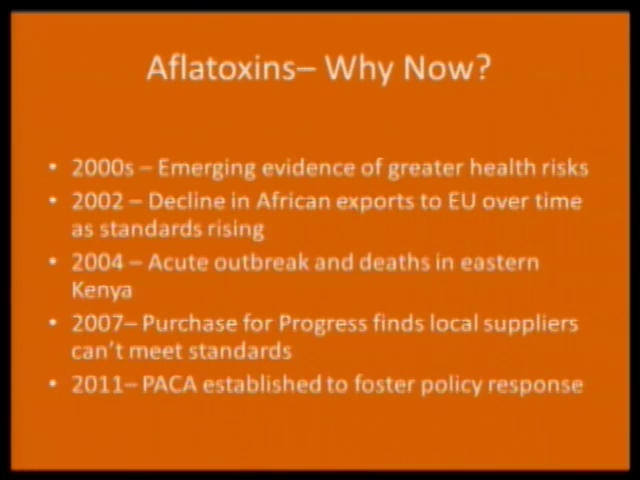 Aflatoxins– Why Now?
• 2000s – Emerging evidence of greater health risks
• 2002 – Decline in African exports to EU over time
as standards rising
• 2004 – Acute outbreak and deaths in eastern
Kenya
• 2007– Purchase for Progress finds local suppliers
can't meet standards
• 2011– PACA established to foster policy response